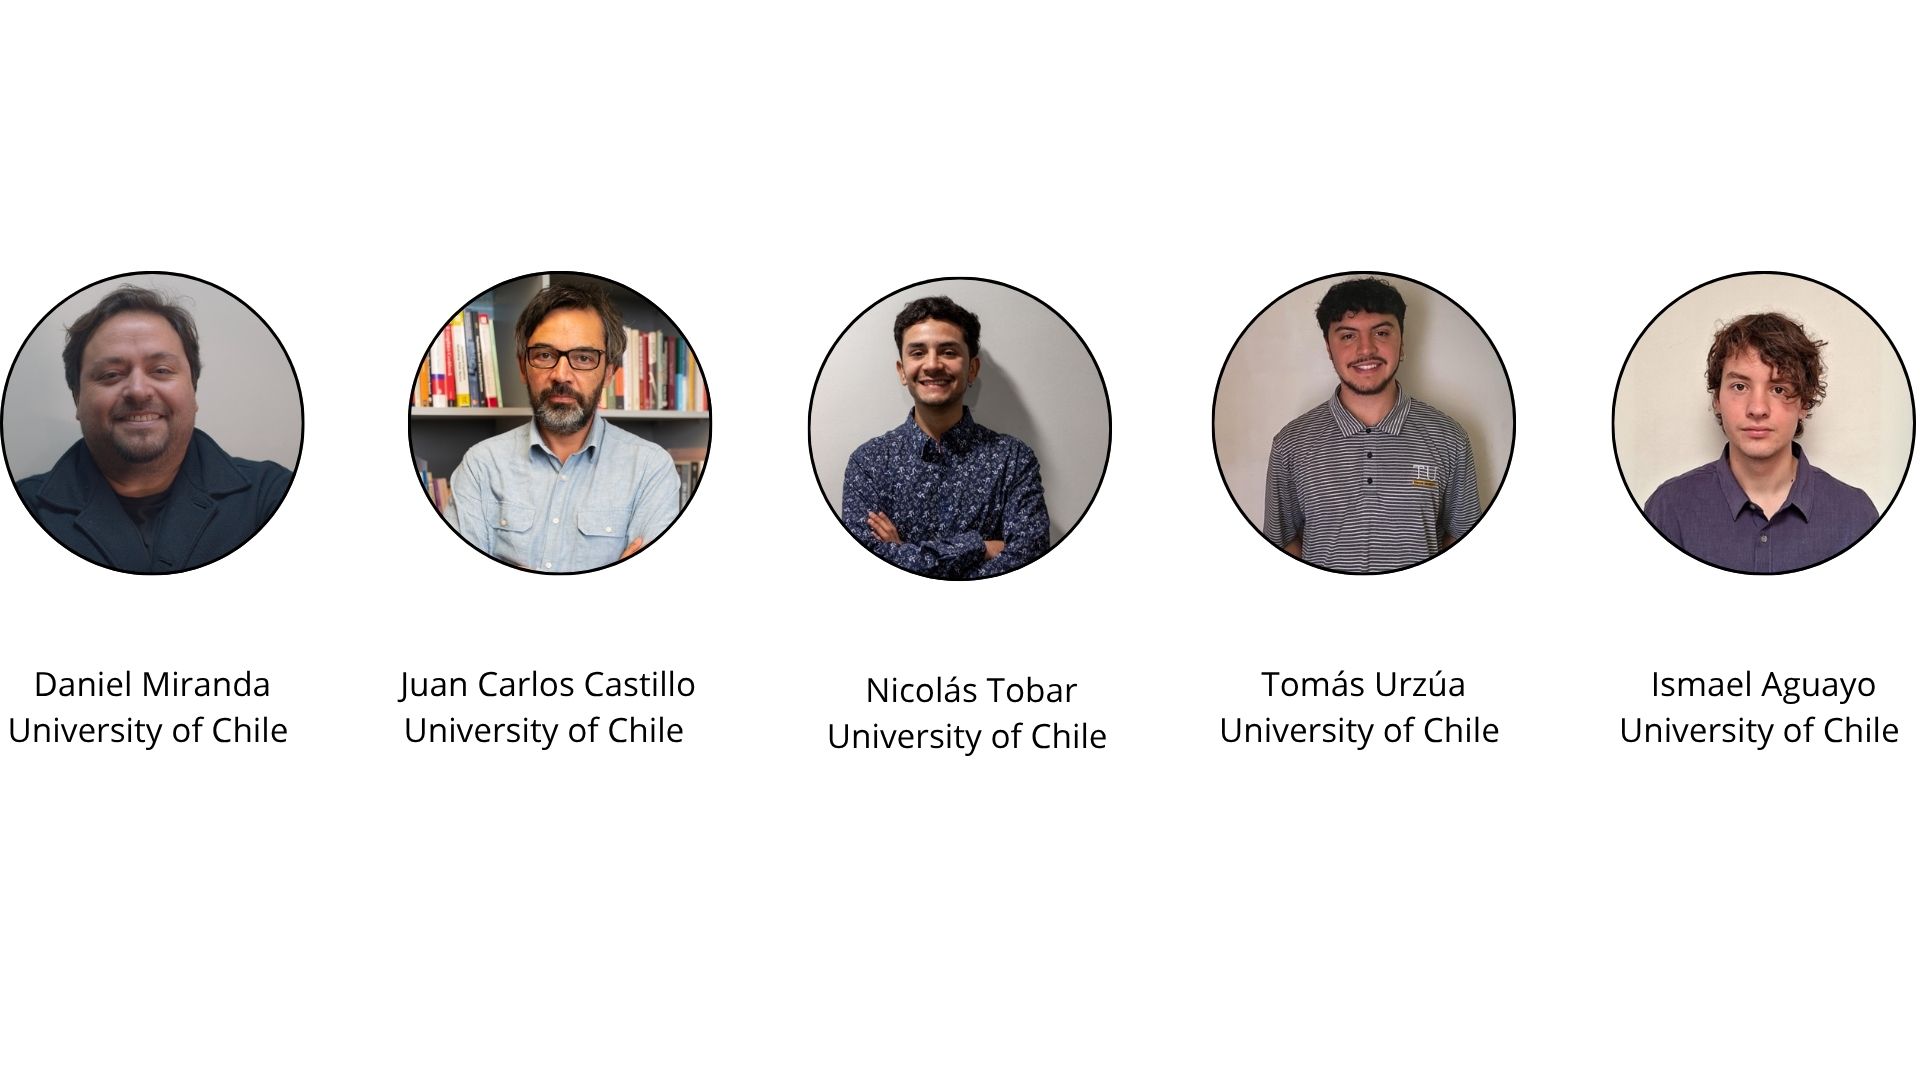 Daniel Miranda
University of Chile
Juan Carlos Castillo
University of Chile
Nicolás Tobar
University of Chile
Tomás Urzúa
University of Chile
Ismael Aguayo
University of Chile
TU